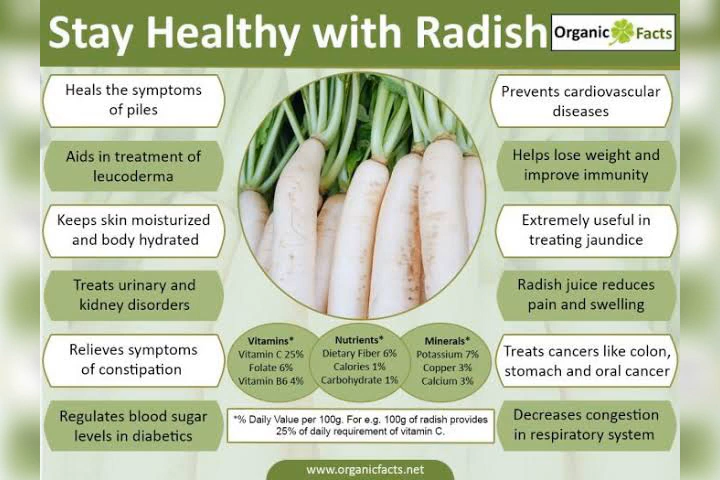 Stay Healthy with Radish
Organic Facts
Heals the symptoms
of piles
Aids in treatment of
leucoderma
Keeps skin moisturized
and body hydrated
Treats urinary and
kidney disorders
Relieves symptoms
of constipation
Regulates blood sugar
levels in diabetics
Prevents cardiovascular
diseases
Helps lose weight and
improve immunity
Extremely useful in
treating jaundice
Radish juice reduces
pain and swelling
Treats cancers like colon,
stomach and oral cancer
Decreases congestion
in respiratory system
Vitamins*
Vitamin C 25%
Folate 6%
Vitamin B6 4%
Nutrients*
Dietary Fiber 6%
Calories 1%
Carbohydrate 1%
Minerals*
Potassium 7%
Copper 3%
Calcium 3%
*% Daily Value per 100g. For e.g. 100g of radish provides
25% of daily requirement of vitamin C.
www.organicfacts.net